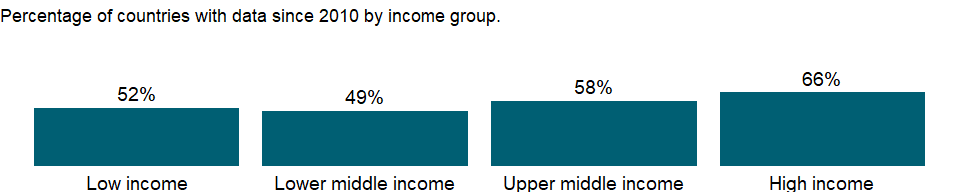 Percentage of countries with data since 2010 by income group.
52%
49%
58%
66%
Low income
Lower middle income
Upper middle income
High income